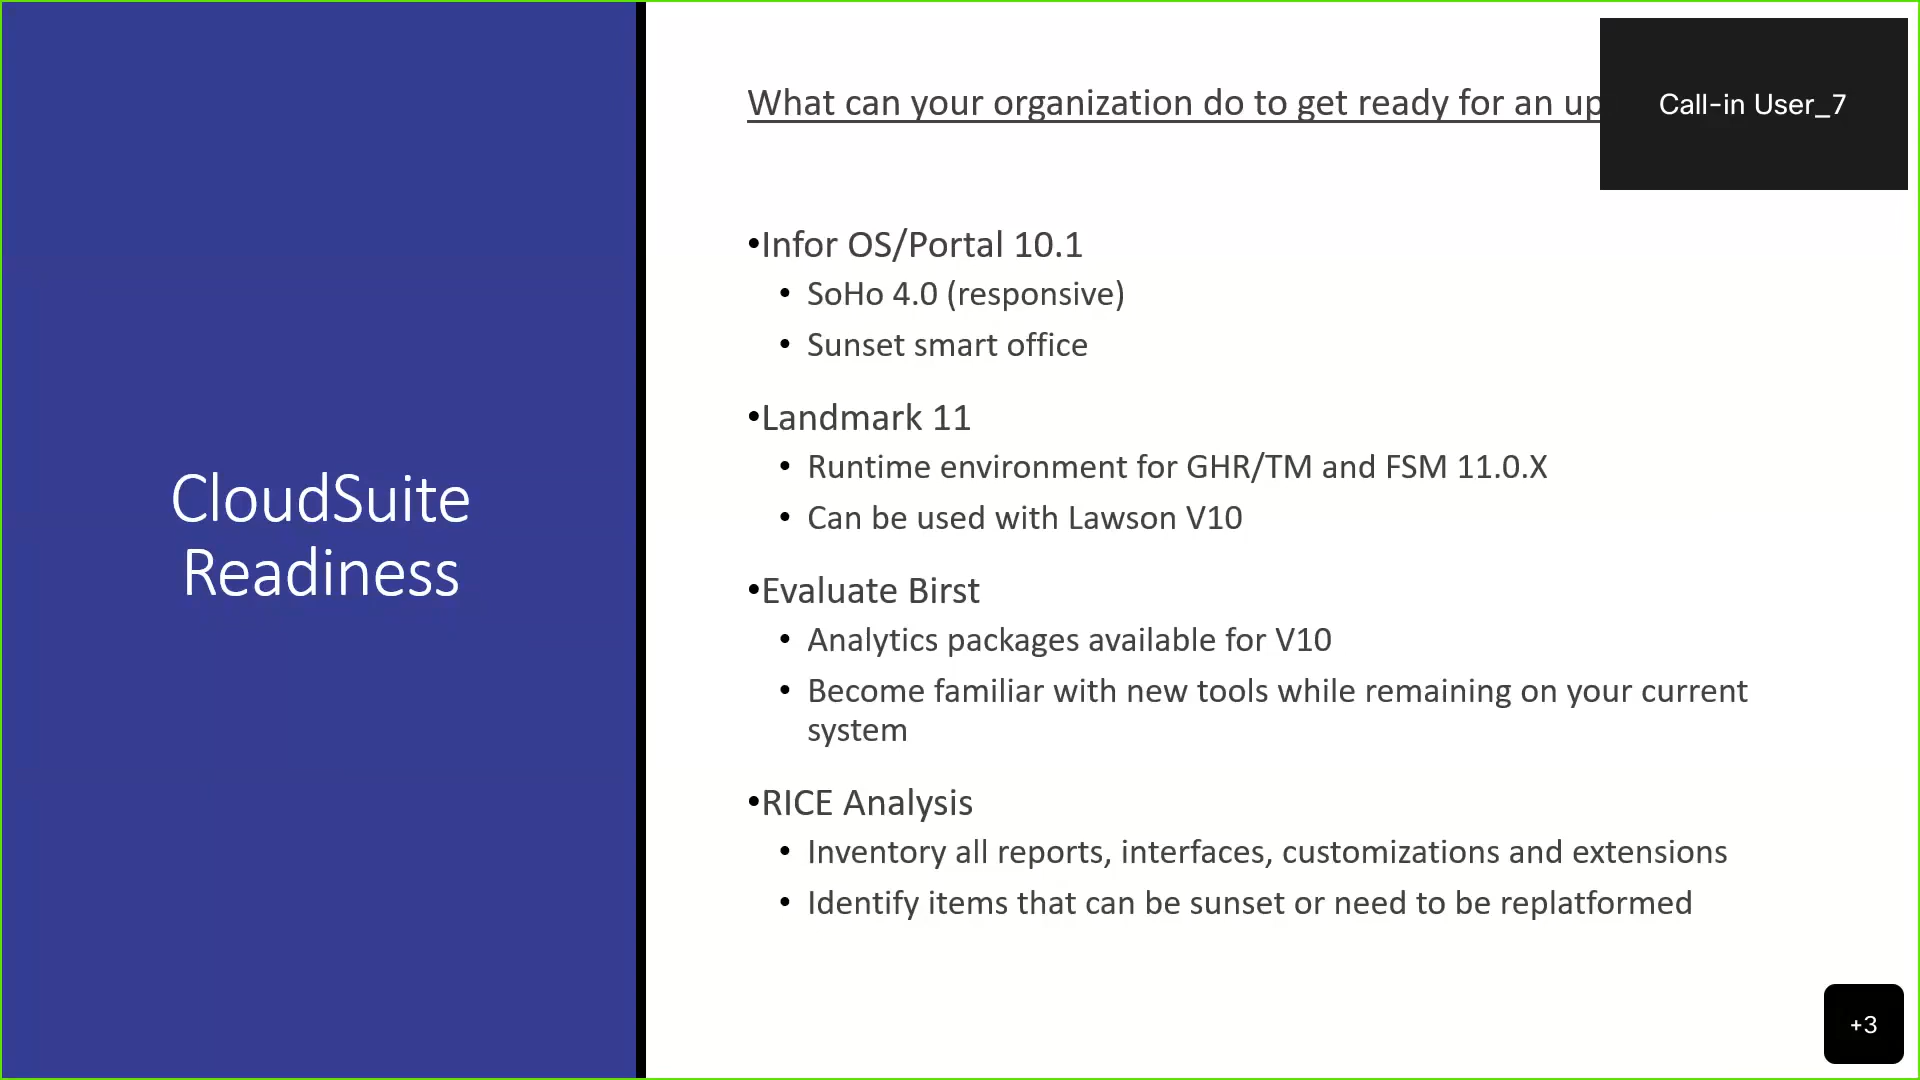 CloudSuite
Readiness
What can your organization do to get ready for an
Call-in User_7
•Infor OS/Portal 10.1
• SoHo 4.0 (responsive)
• Sunset smart office
•Landmark 11
• Runtime environment for GHR/TM and FSM 11.0.X
• Can be used with Lawson V10
•Evaluate Birst
• Analytics packages available for V10
• Become familiar with new tools while remaining on your current
system
•RICE Analysis
• Inventory all reports, interfaces, customizations and extensions
• Identify items that can be sunset or need to be replatformed
+3